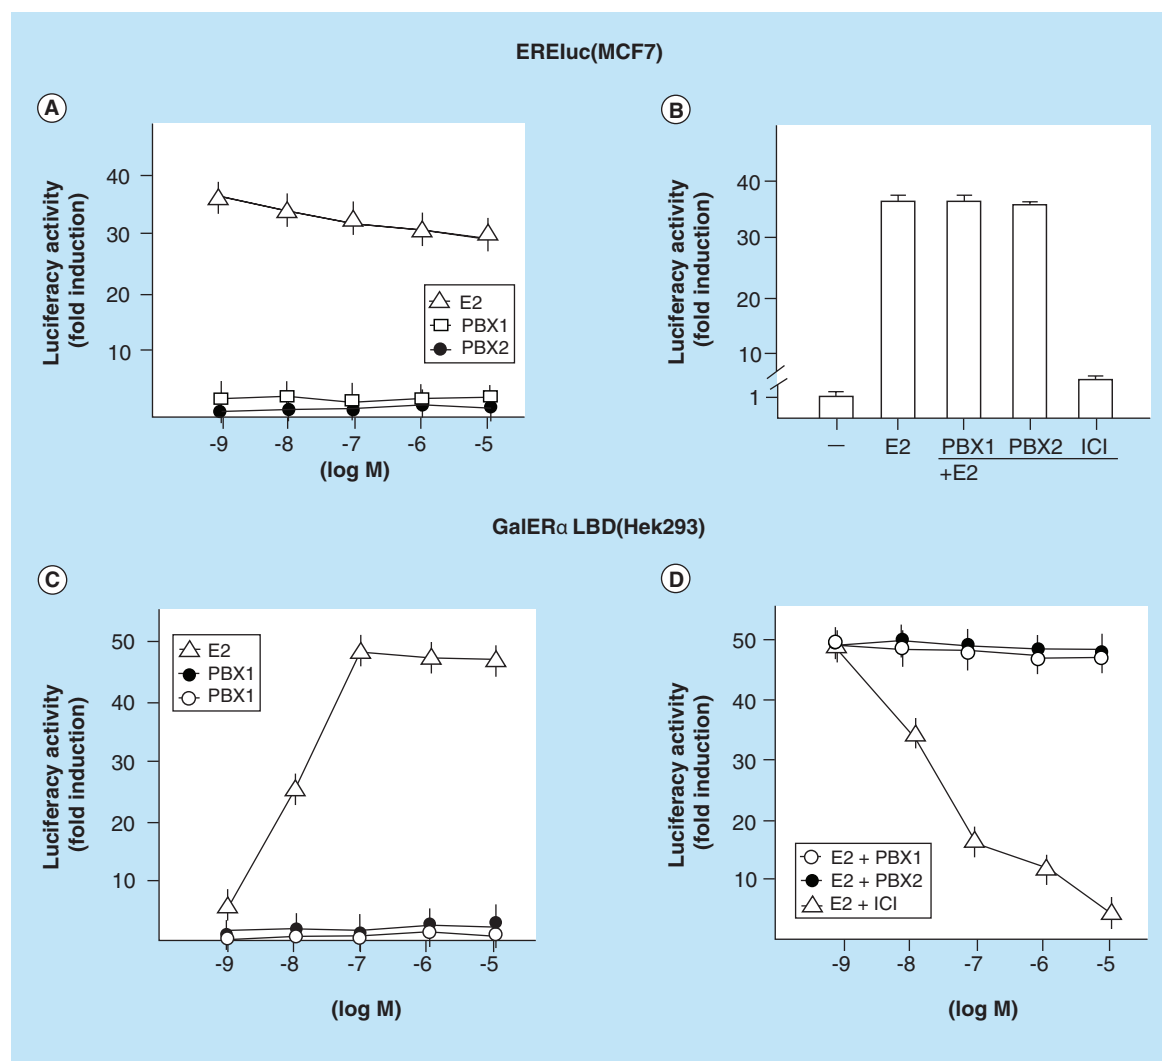 EREluc(MCF7)
A
Luciferacy activity
(fold induction)
40
30
20
10
E2
PBX1
PBX2
-9 -8 -7 -6 -5
(log M)
B
Luciferacy activity
(fold induction)
40
30
20
10
1
— E2 PBX1 PBX2 ICI
+E2
GalERα LBD(Hek293)
C
Luciferacy activity
(fold induction)
50
40
30
20
10
E2
PBX1
PBX1
-9 -8 -7 -6 -5
(log M)
D
Luciferacy activity
(fold induction)
50
40
30
20
10
E2 + PBX1
E2 + PBX2
E2 + ICI
-9 -8 -7 -6 -5
(log M)